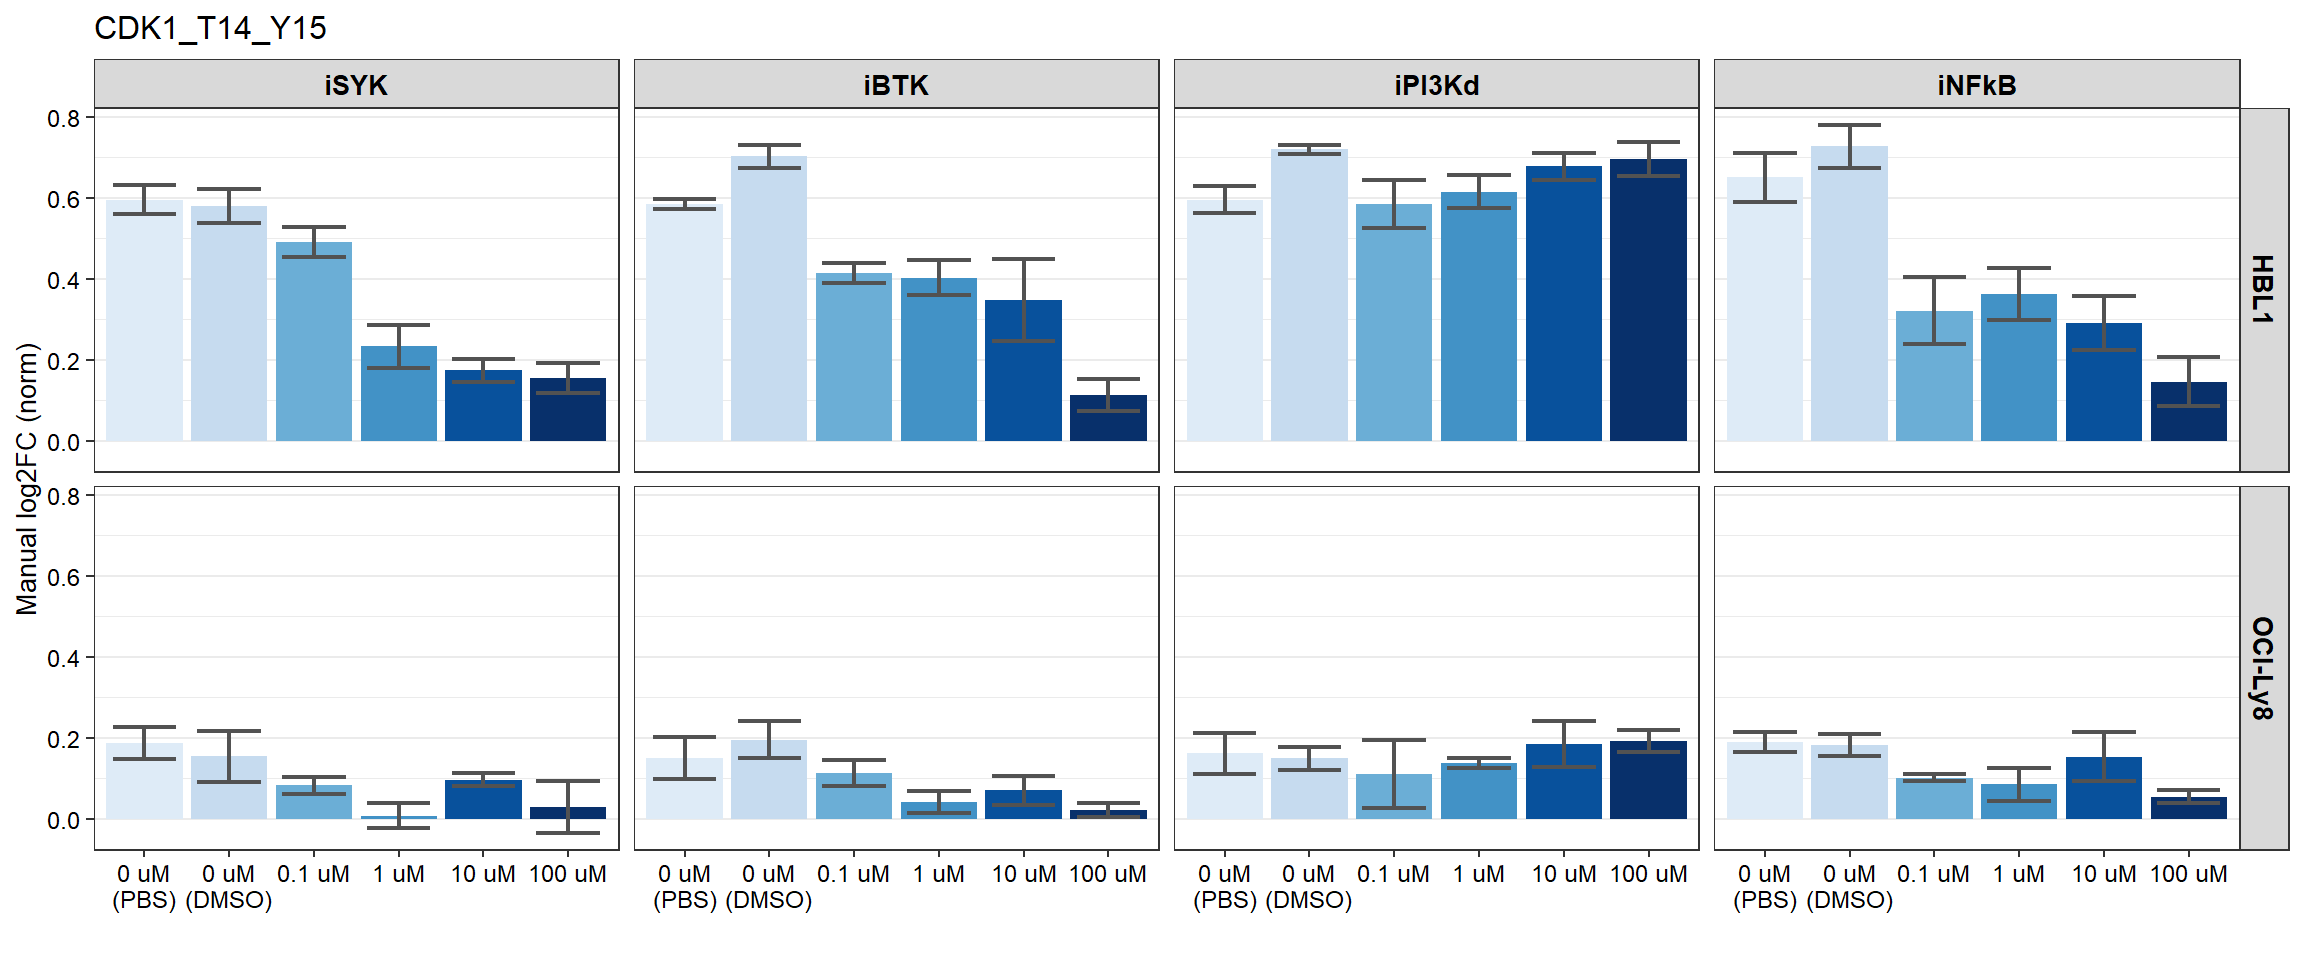 CDK1_T14_Y15
iSYK iBTK iPI3Kd iNFkB
Manual log2FC (norm)
0.8
0.6
0.4
0.2
0.0
HBL1
0.8
0.6
0.4
0.2
0.0
OCI-Ly8
0 uM 0 uM 0.1 uM 1 uM 10 uM 100 uM 0 uM 0 uM 0.1 uM 1 uM 10 uM 100 uM 0 uM 0 uM 0.1 uM 1 uM 10 uM 100 uM 0 uM 0 uM 0.1 uM 1 uM 10 uM 100 uM
(PBS) (DMSO) (PBS) (DMSO) (PBS) (DMSO) (PBS) (DMSO)